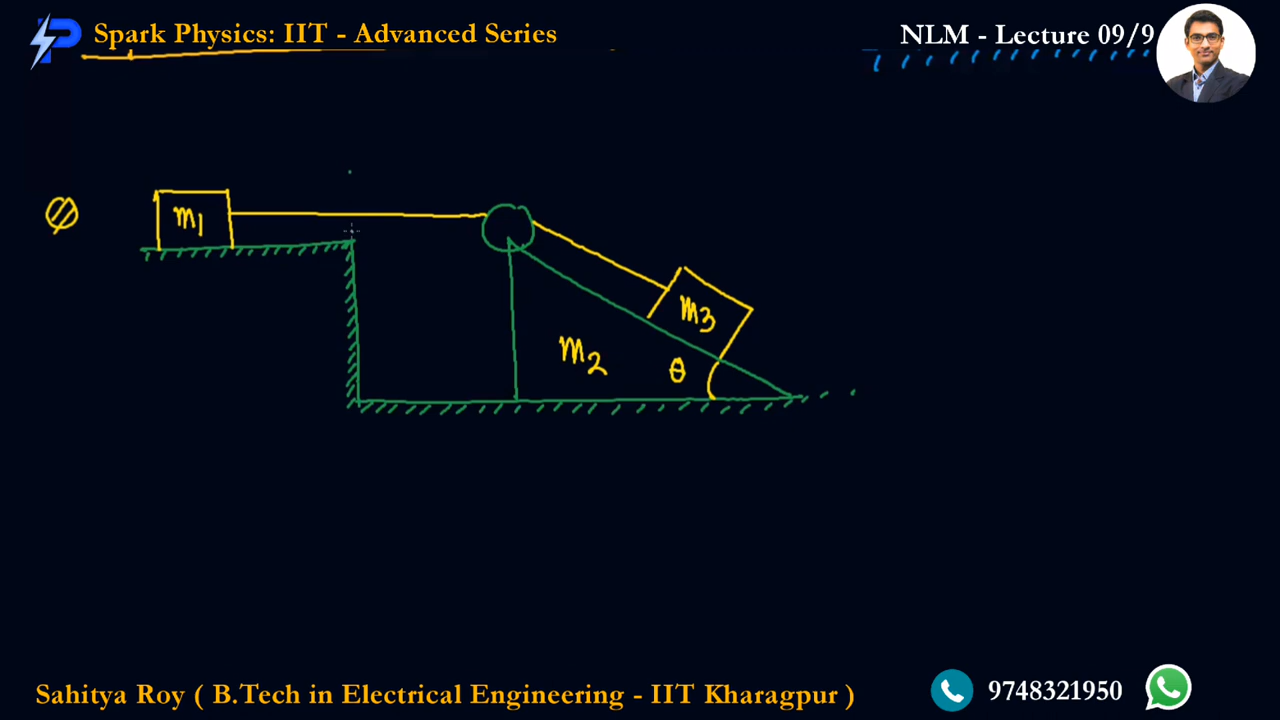 Spark Physics: IIT - Advanced Series
NLM - Lecture 09/9
m1
m3
m2
θ
Sahitya Roy ( B.Tech in Electrical Engineering - IIT Kharagpur )
9748321950